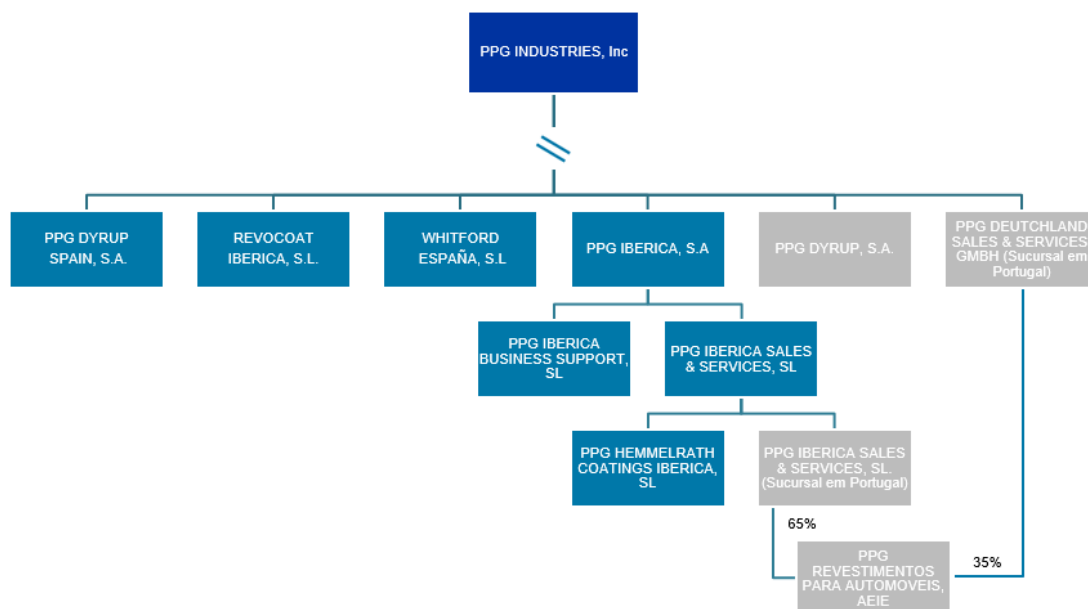 PPG INDUSTRIES, Inc
PPG DYRUP
SPAIN, S.A.
REVOCOAT
IBERICA, S.L.
WHITFORD
ESPAÑA, S.L
PPG IBERICA, S.A
PPG DYRUP, S.A.
PPG DEUTCHLAND
SALES & SERVICES
GMBH (Sucursal em
Portugal)
PPG IBERICA
BUSINESS SUPPORT,
SL
PPG IBERICA SALES
& SERVICES, SL
PPG HEMMELRATH
COATINGS IBERICA,
SL
PPG IBERICA SALES
& SERVICES, SL.
(Sucursal em Portugal)
65%
35%
PPG
REVESTIMENTOS
PARA AUTOMOVEIS,
AEIE